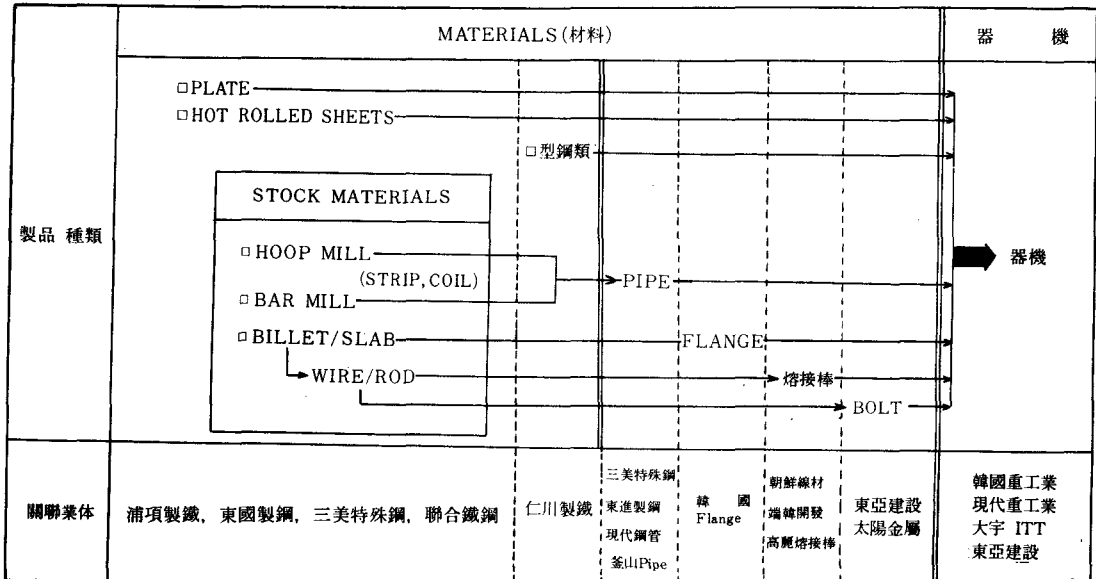 MATERIALS(材料)
器 機
製品 種類
□PLATE
□HOT ROLLED SHEETS
□型鋼類
STOCK MATERIALS
□HOOP MILL
(STRIP,COIL)
□BAR MILL
PIPE
□BILLET/SLAB
FLANGE
WIRE/ROD
熔接棒
BOLT
器機
關聯業体
浦項製鐵, 東國製鋼, 三美特殊鋼, 聯合鐵鋼
仁川製鐵
三美特殊鋼
東進製鋼
現代鋼管
釜山Pipe
韓 國
Flange
朝鮮線材
端韓開發
高麗熔接棒
東亞建設
太陽金屬
韓國重工業
現代重工業
大宇 ITT
東亞建設